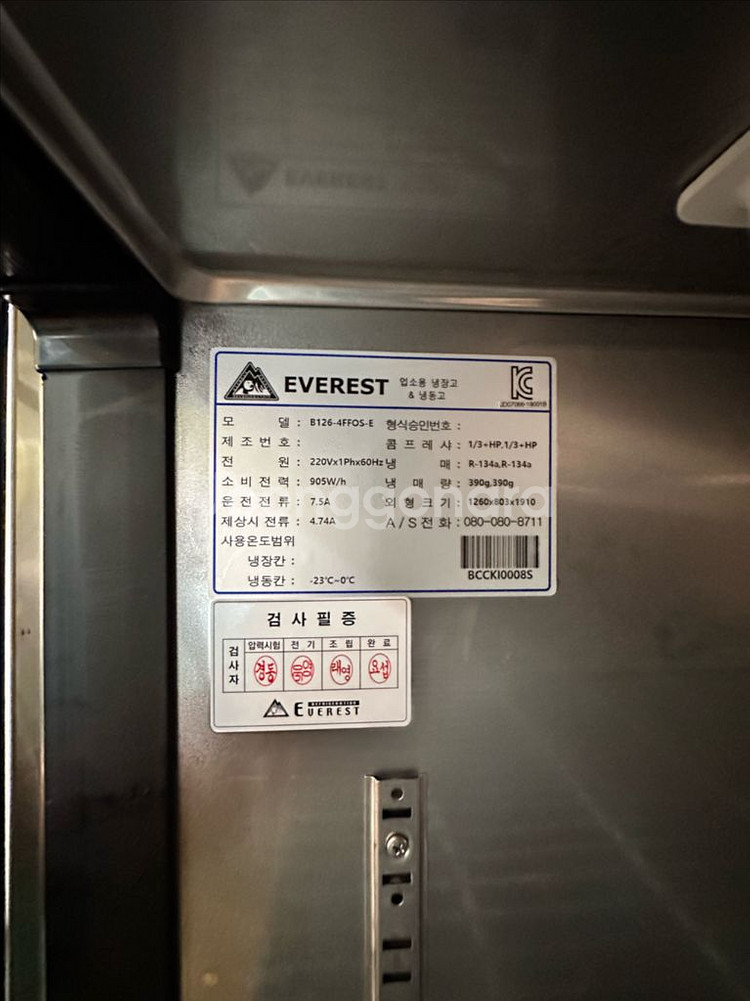 EVEREST 업소용 냉장고 & 냉동고
모 델 : B126-4FFOS-E 형식승인번호 :
제 조 번 호 : 콤 프 레 샤 : 1/3+HP,1/3+HP
전 원 : 220Vx1Phx60Hz 냉 매 : R-134a,R-134a
소 비 전 력 : 905W/h 냉 매 량 : 390g,390g
운 전 전 류 : 7.5A 외 형 크 기 : 1260x803x1910
제상시 전류 : 4.74A A/S 전 화 : 080-080-8711
사용온도범위
냉장칸 :
냉동칸 : -23℃~0℃
BCCKI0008S
검 사 필 증
검사자 압력시험 전 기 조 립 완 료
경동 태영 요섭
REFRIGERATION
EVEREST